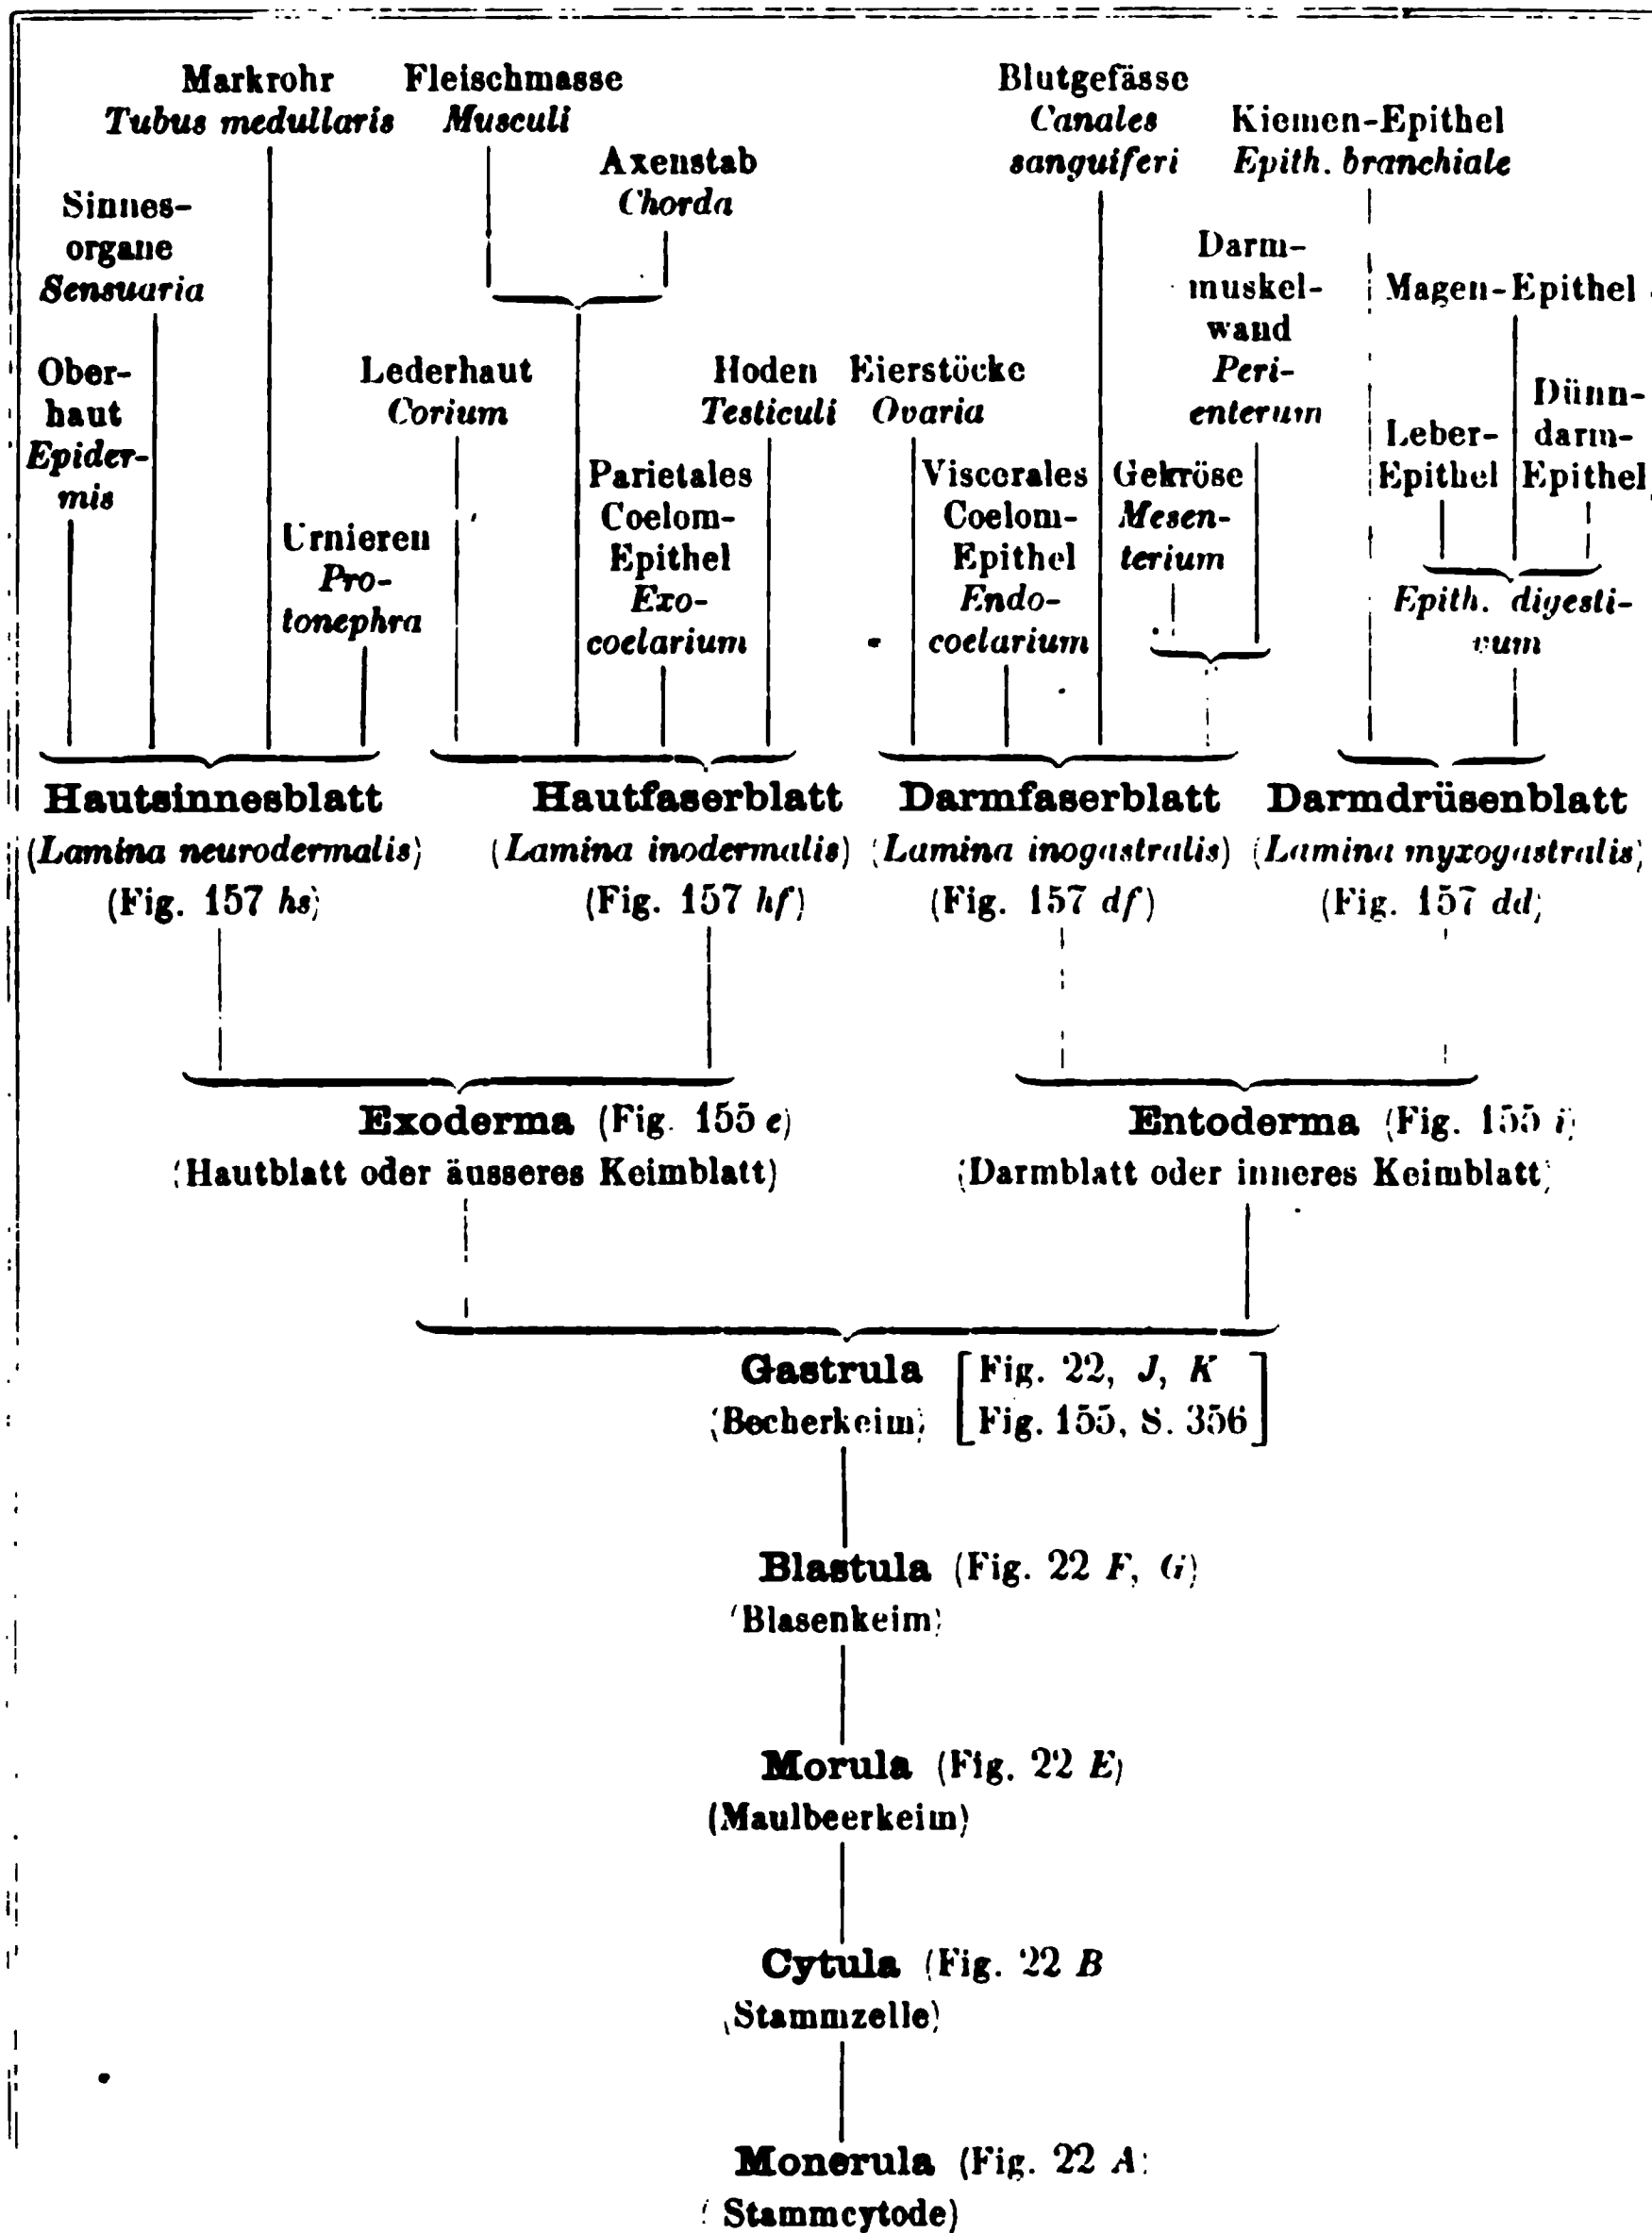 Markrohr
Tubus medullaris
Fleischmasse
Musculi
Axenstab
Chorda
Blutgefässe
Canales
sanguiferi
Kiemen-Epithel
Epith. branchiale
Sinnes-
organe
Sensuaria
Darm-
muskel-
wand
Peri-
enterum
Magen-Epithel
Ober-
haut
Epider-
mis
Lederhaut
Corium
Hoden
Testiculi
Eierstöcke
Ovaria
Leber-
Epithel
Dünn-
darm-
Epithel
Urnieren
Pro-
tonephra
Parietales
Coelom-
Epithel
Exo-
coelarium
Viscerales
Coelom-
Epithel
Endo-
coelarium
Gekröse
Mesen-
terium
Epith. digesti-
vum
Hautsinnesblatt
(Lamina neurodermalis)
(Fig. 157 hs)
Hautfaserblatt
(Lamina inodermalis)
(Fig. 157 hf)
Darmfaserblatt
(Lamina inogastralis)
(Fig. 157 df)
Darmdrüsenblatt
(Lamina myxogastralis)
(Fig. 157 dd)
Exoderma (Fig. 155 e)
(Hautblatt oder äusseres Keimblatt)
Entoderma (Fig. 155 i)
(Darmblatt oder inneres Keimblatt)
Gastrula [Fig. 22, J, K
(Becherkeim) Fig. 155, S. 356]
Blastula (Fig. 22 F, G)
(Blasenkeim)
Morula (Fig. 22 E)
(Maulbeerkeim)
Cytula (Fig. 22 B
(Stammzelle)
Monerula (Fig. 22 A)
(Stammcytode)